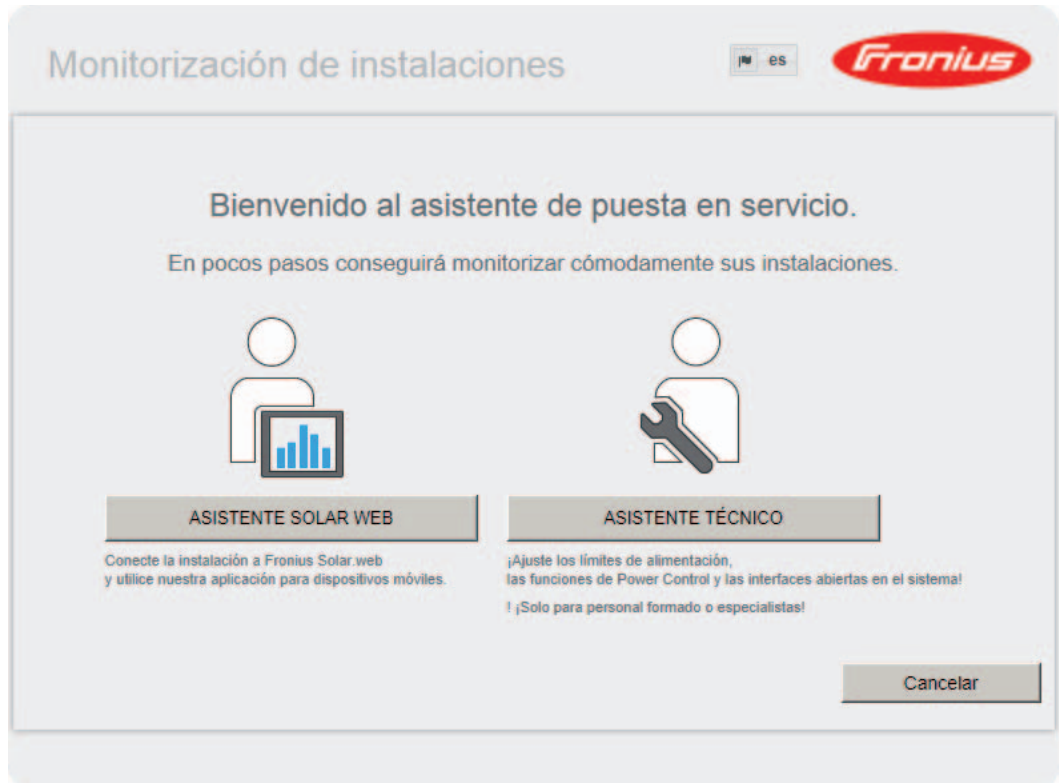 Monitorización de instalaciones
es
Fronius
Bienvenido al asistente de puesta en servicio.
En pocos pasos conseguirá monitorizar cómodamente sus instalaciones.
ASISTENTE SOLAR WEB
ASISTENTE TÉCNICO
Conecte la instalación a Fronius Solar.web
y utilice nuestra aplicación para dispositivos móviles.
¡Ajuste los límites de alimentación,
las funciones de Power Control y las interfaces abiertas en el sistema!
! ¡Solo para personal formado o especialistas!
Cancelar